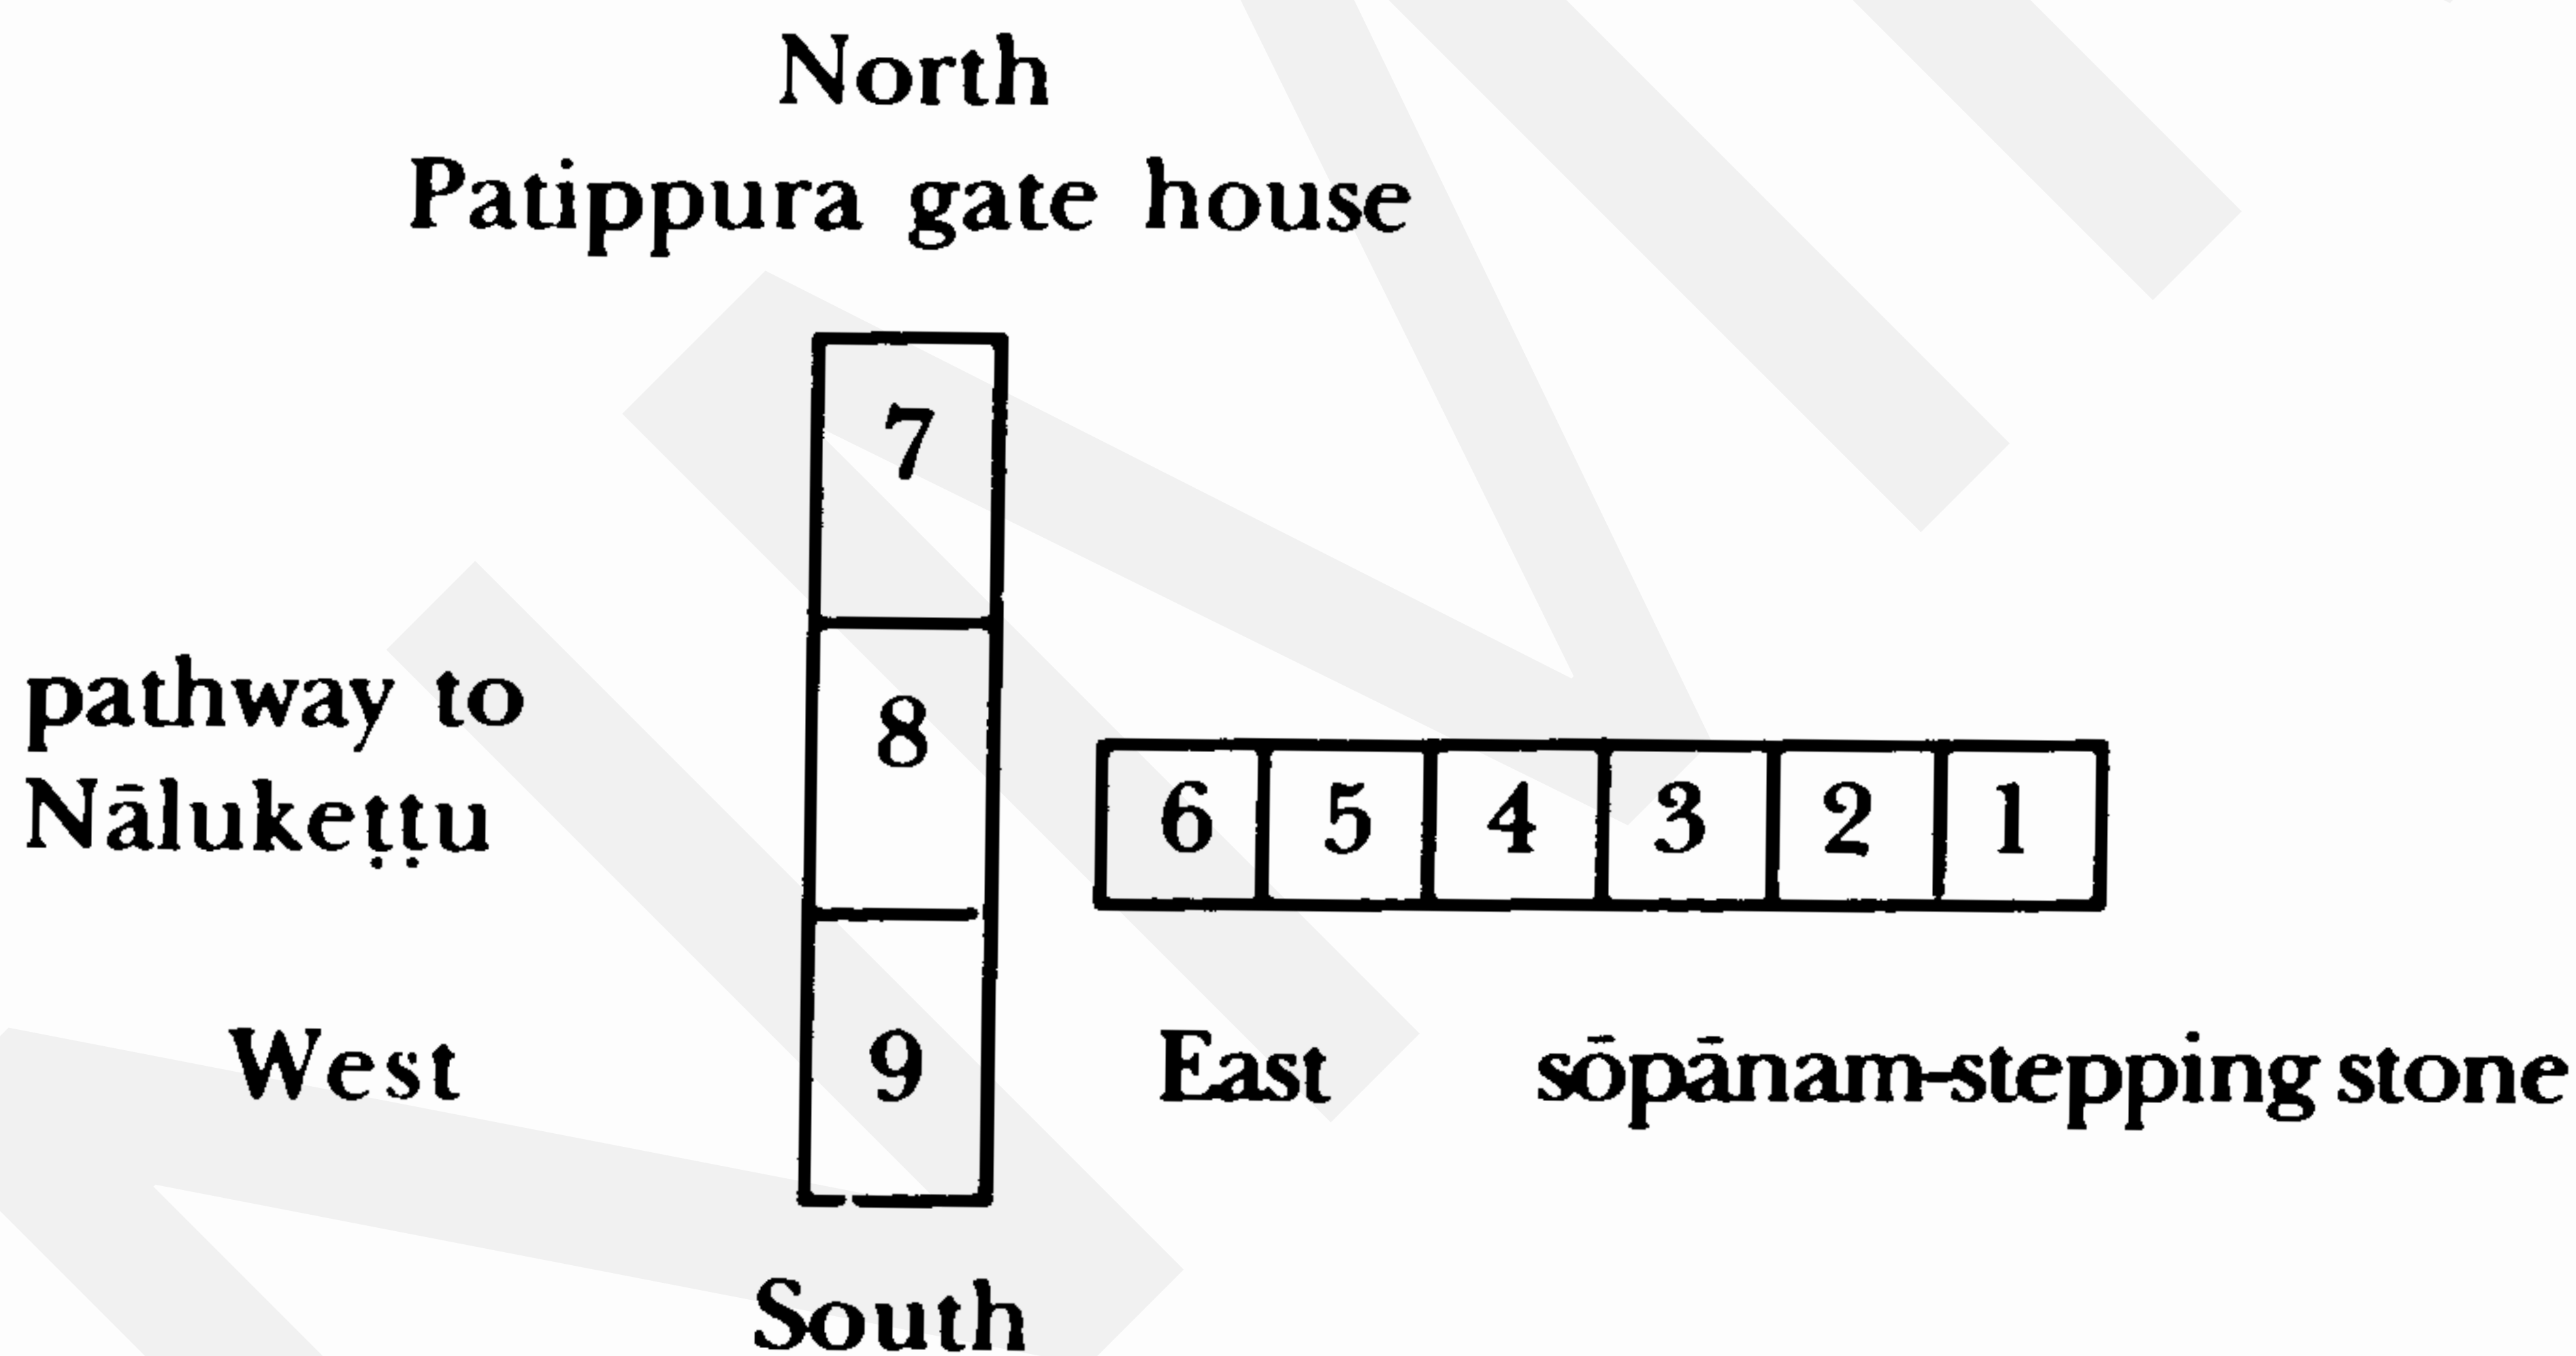 North
Patippura gate house
7
pathway to
Nālukeṭṭu
8
6 5 4 3 2 1
West
9
East
sōpānam-stepping stone
South